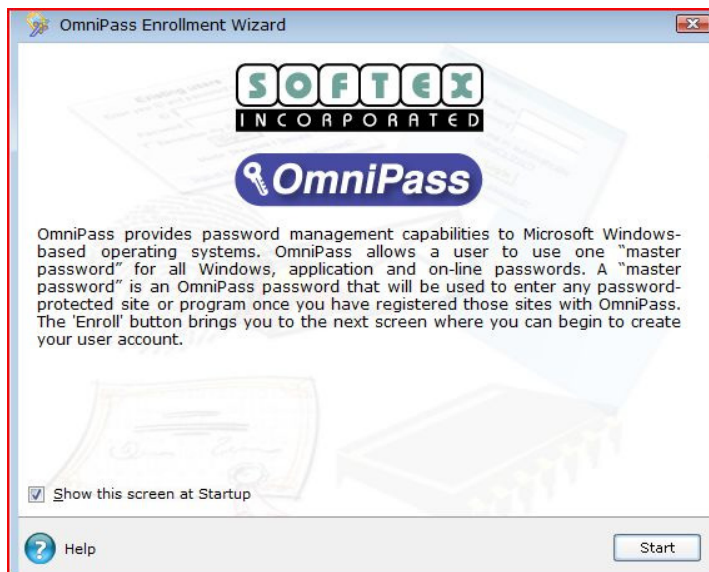 OmniPass Enrollment Wizard
SOFTEX
INCORPORATED
OmniPass
OmniPass provides password management capabilities to Microsoft Windows-
based operating systems. OmniPass allows a user to use one “master
password” for all Windows, application and on-line passwords. A “master
password” is an OmniPass password that will be used to enter any password-
protected site or program once you have registered those sites with OmniPass.
The 'Enroll' button brings you to the next screen where you can begin to create
your user account.
Show this screen at Startup
Help
Start